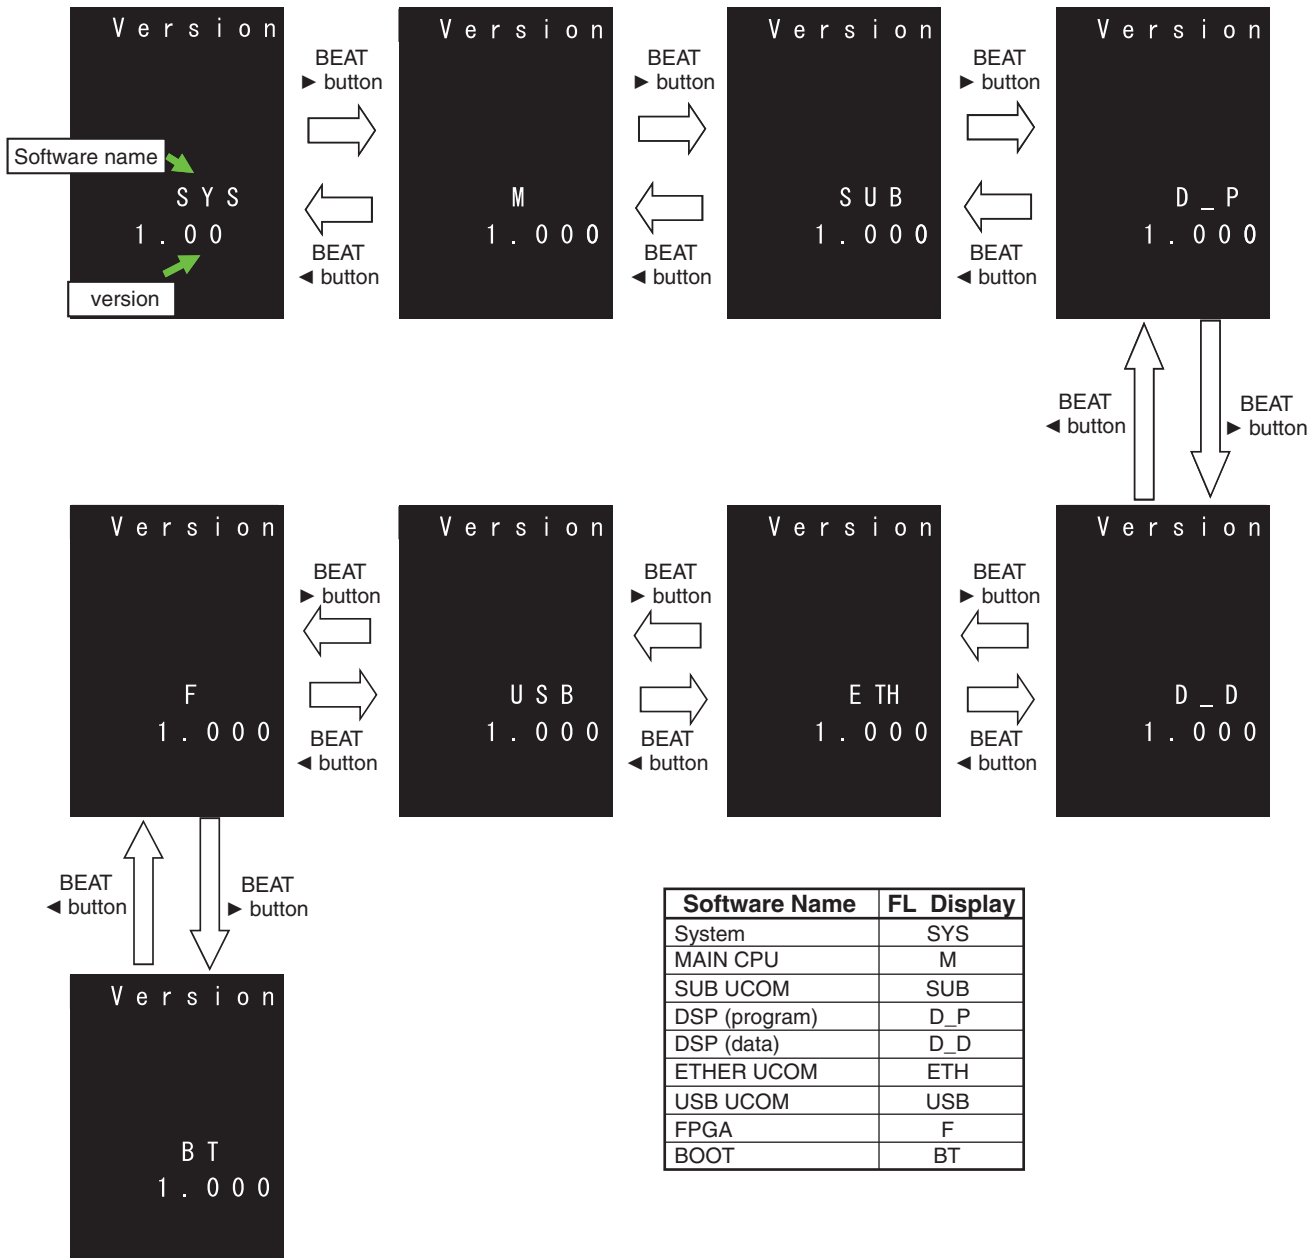 Version
Version
Version
Version
BEAT
► button
BEAT
► button
BEAT
► button
Software name
SYS
M
SUB
D_P
1.00
1.000
1.000
1.000
BEAT
◄ button
BEAT
◄ button
BEAT
◄ button
version
BEAT
◄ button
BEAT
► button
Version
Version
Version
Version
BEAT
► button
BEAT
► button
BEAT
► button
F
USB
ETH
D_D
1.000
1.000
1.000
1.000
BEAT
◄ button
BEAT
◄ button
BEAT
◄ button
BEAT
◄ button
BEAT
► button
Software Name FL Display
System SYS
MAIN CPU M
SUB UCOM SUB
DSP (program) D_P
DSP (data) D_D
ETHER UCOM ETH
USB UCOM USB
FPGA F
BOOT BT
Version
BT
1.000